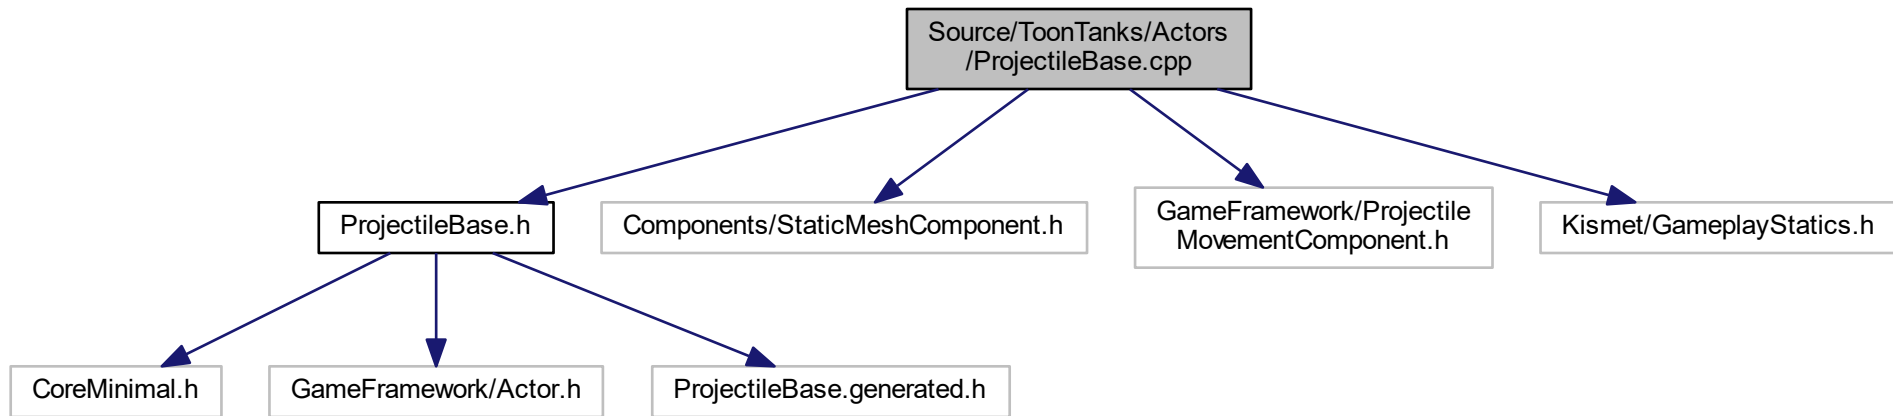 Source/ToonTanks/Actors
/ProjectileBase.cpp
ProjectileBase.h
Components/StaticMeshComponent.h
GameFramework/Projectile
MovementComponent.h
Kismet/GameplayStatics.h
CoreMinimal.h
GameFramework/Actor.h
ProjectileBase.generated.h